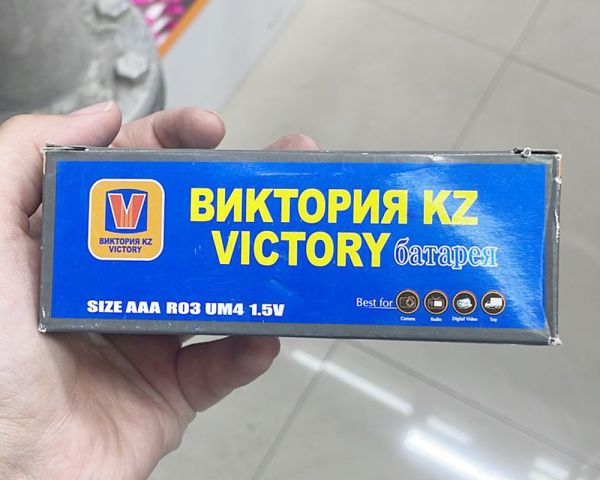 ВИКТОРИЯ KZ
VICTORY
ВИКТОРИЯ KZ
VICTORY батарея
SIZE AAA R03 UM4 1.5V
Best for
Camera Radio Digital Video Toy